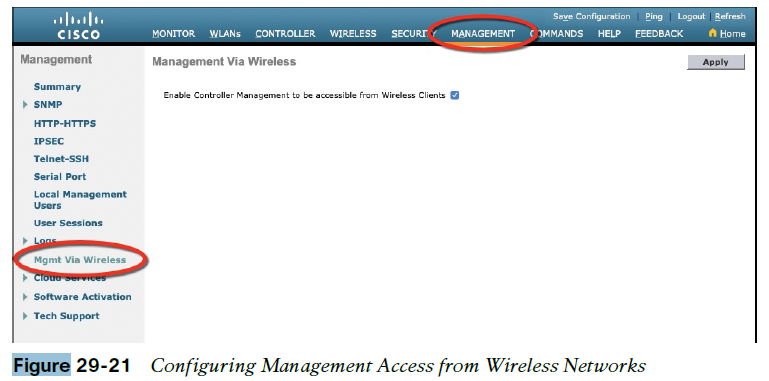 Save Configuration | Ping | Logout | Refresh
CISCO
MONITOR WLANs CONTROLLER WIRELESS SECURITY MANAGEMENT COMMANDS HELP FEEDBACK Home
Management
Management Via Wireless
Apply
Summary
Enable Controller Management to be accessible from Wireless Clients
SNMP
HTTP-HTTPS
IPSEC
Telnet-SSH
Serial Port
Local Management
Users
User Sessions
Logs
Mgmt Via Wireless
Cloud Services
Software Activation
Tech Support
Figure 29-21 Configuring Management Access from Wireless Networks